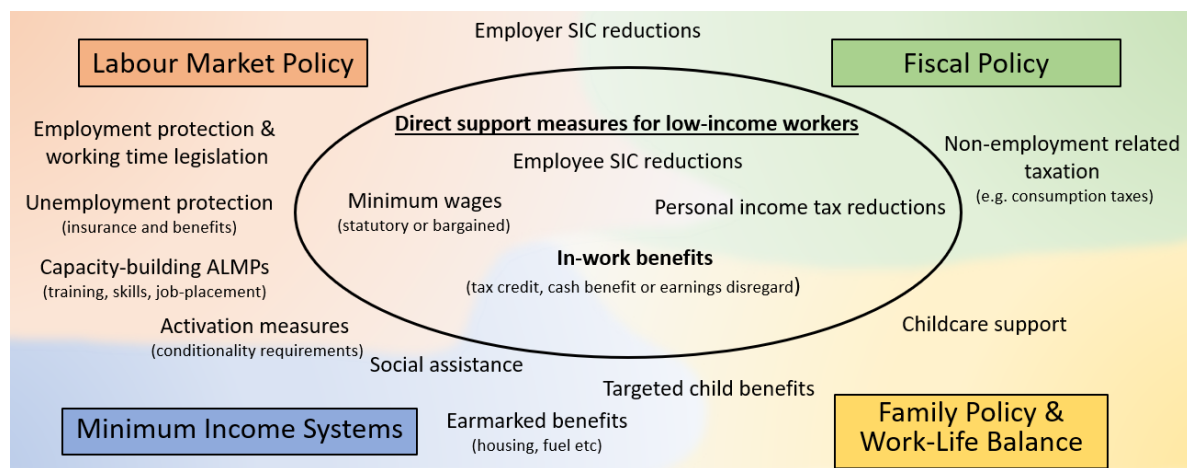 Employer SIC reductions
Labour Market Policy
Fiscal Policy
Direct support measures for low-income workers
Employment protection &
working time legislation
Employee SIC reductions
Non-employment related
taxation
(e.g. consumption taxes)
Unemployment protection
(insurance and benefits)
Minimum wages
(statutory or bargained)
Personal income tax reductions
Capacity-building ALMPs
(training, skills, job-placement)
In-work benefits
(tax credit, cash benefit or earnings disregard)
Activation measures
(conditionality requirements)
Childcare support
Social assistance
Targeted child benefits
Minimum Income Systems
Earmarked benefits
(housing, fuel etc)
Family Policy &
Work-Life Balance